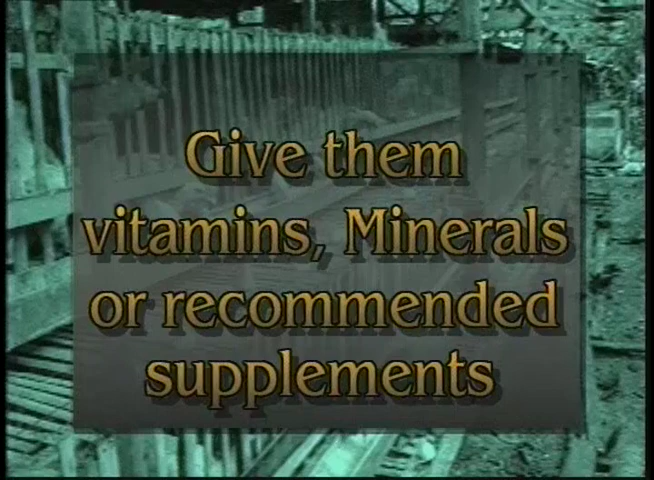 Give them
vitamins, Minerals
or recommended
supplements